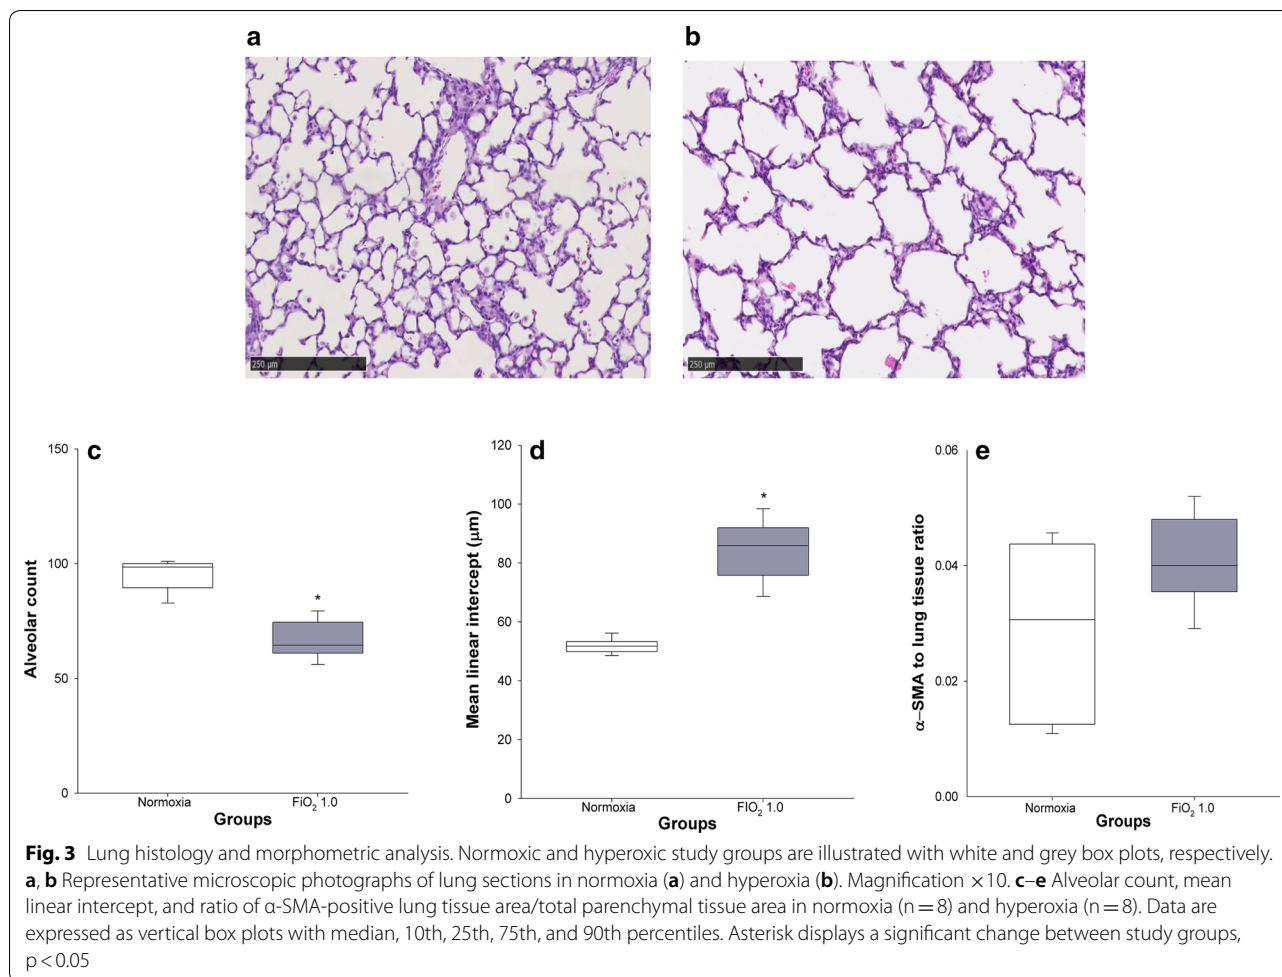 a
b
250 µm
250 µm
c
150
100
50
0
Alveolar count
*
Normoxia
FiO2 1.0
Groups
d
120
100
80
60
40
20
0
Mean linear intercept (µm)
*
Normoxia
FIO2 1.0
Groups
e
0.06
0.04
0.02
0.00
α–SMA to lung tissue ratio
Normoxia
FiO2 1.0
Groups
Fig. 3 Lung histology and morphometric analysis. Normoxic and hyperoxic study groups are illustrated with white and grey box plots, respectively.
a, b Representative microscopic photographs of lung sections in normoxia (a) and hyperoxia (b). Magnification ×10. c–e Alveolar count, mean
linear intercept, and ratio of α-SMA-positive lung tissue area/total parenchymal tissue area in normoxia (n = 8) and hyperoxia (n = 8). Data are
expressed as vertical box plots with median, 10th, 25th, 75th, and 90th percentiles. Asterisk displays a significant change between study groups,
p < 0.05